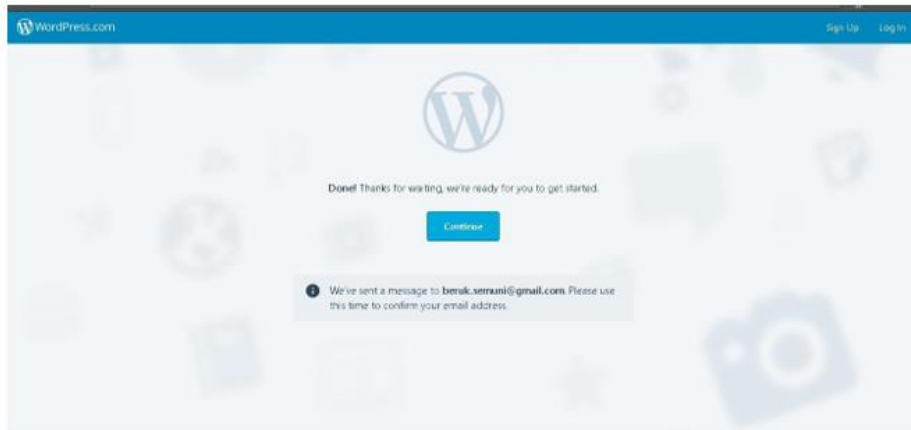 WordPress.com
Sign Up Log In
Done! Thanks for waiting, we're ready for you to get started.
Continue
We've sent a message to beruk.semuni@gmail.com. Please use
this time to confirm your email address.